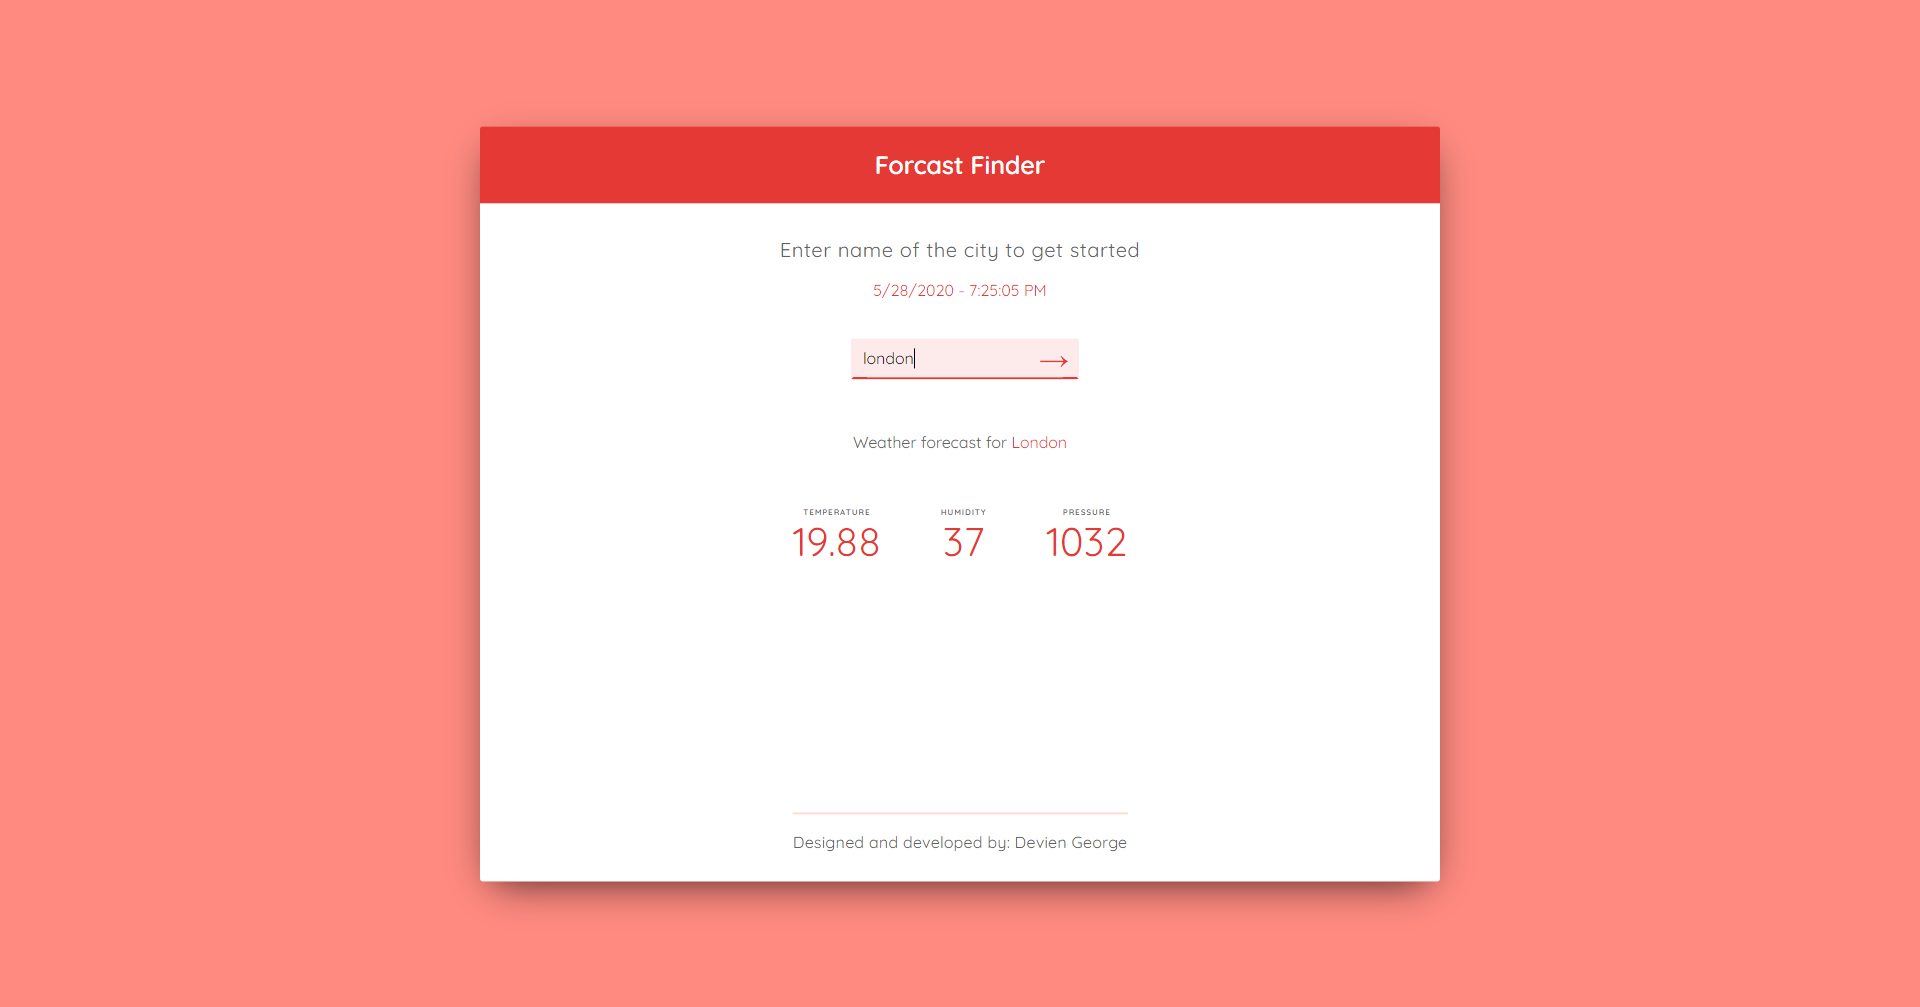 Forcast Finder
Enter name of the city to get started
5/28/2020 - 7:25:05 PM
london
Weather forecast for London
TEMPERATURE HUMIDITY PRESSURE
19.88 37 1032
Designed and developed by: Devien George